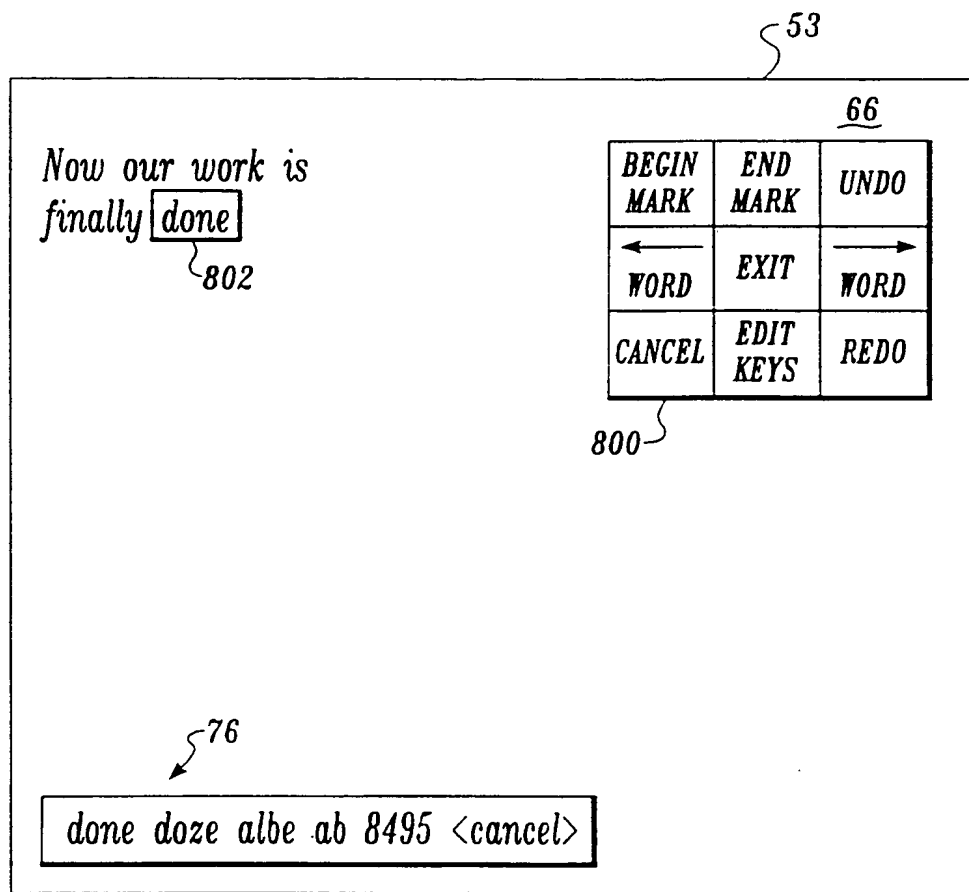 53
66
Now our work is
finally done
802
BEGIN MARK
END MARK
UNDO
← WORD
EXIT
→ WORD
CANCEL
EDIT KEYS
REDO
800
76
done doze albe ab 8495 <cancel>